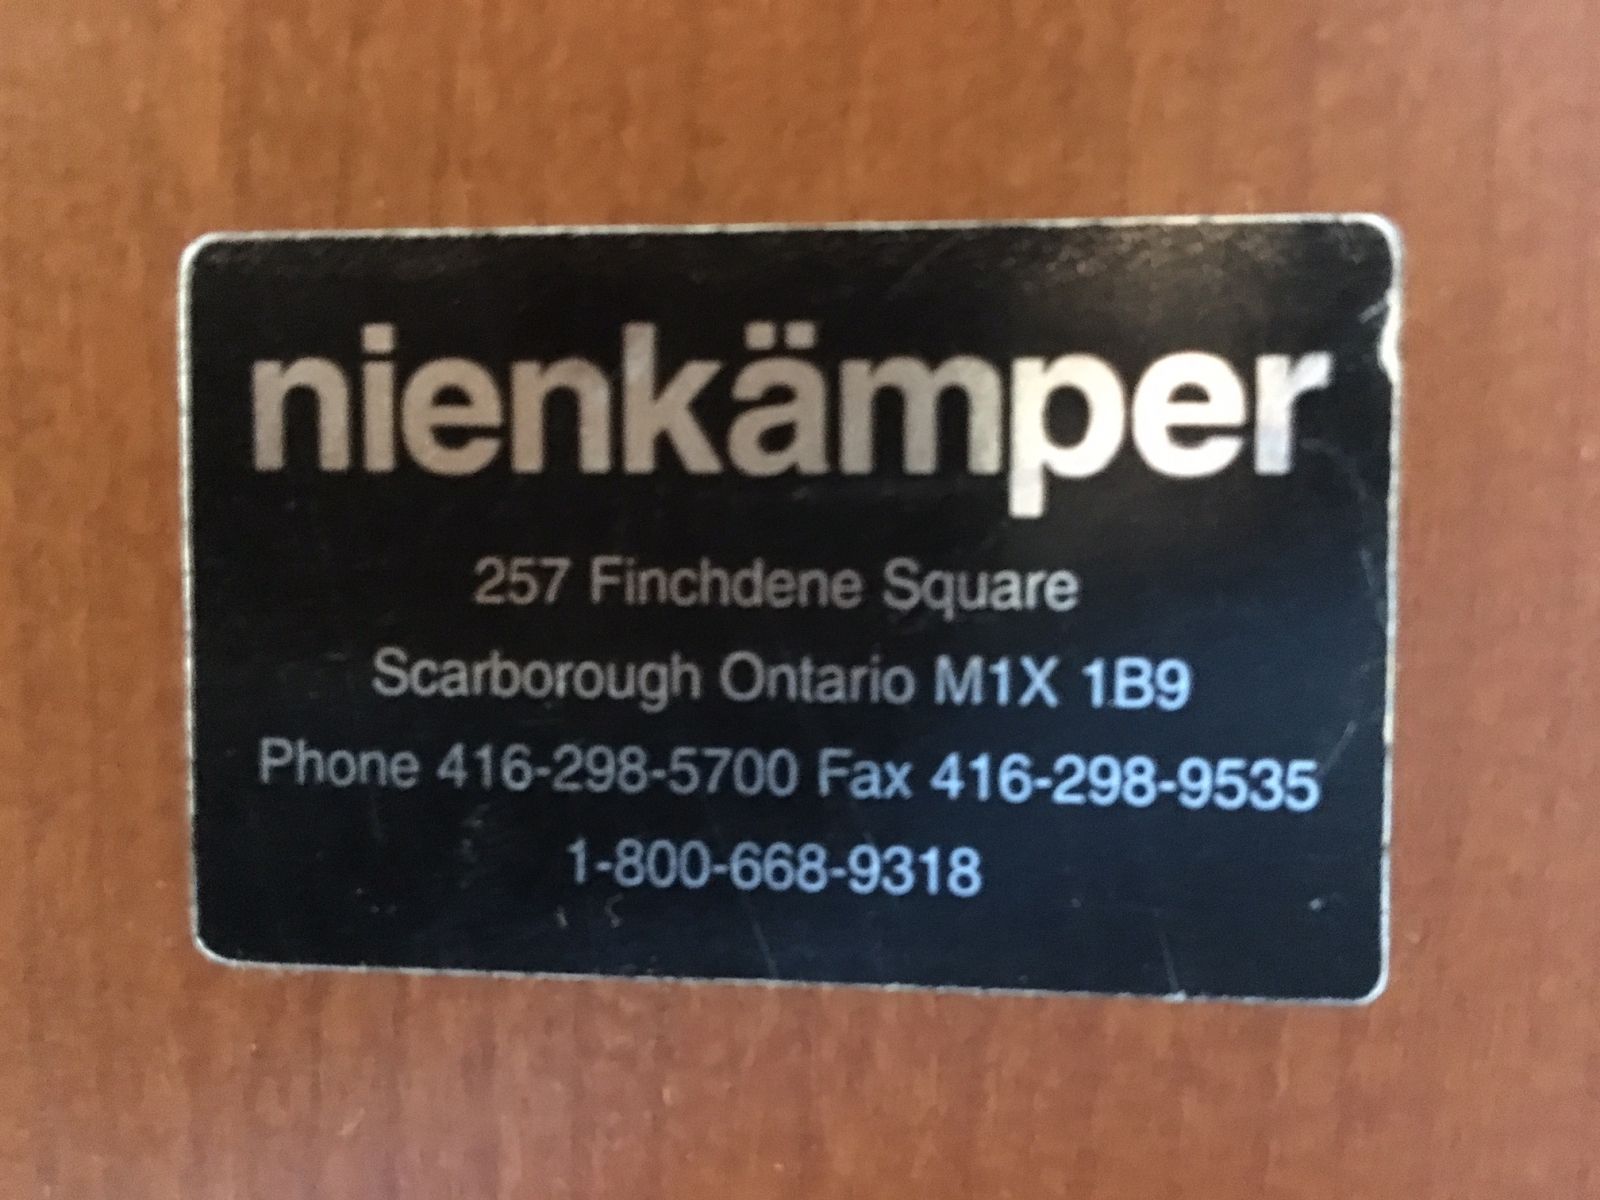 nienkämper
257 Finchdene Square
Scarborough Ontario M1X 1B9
Phone 416-298-5700 Fax 416-298-9535
1-800-668-9318